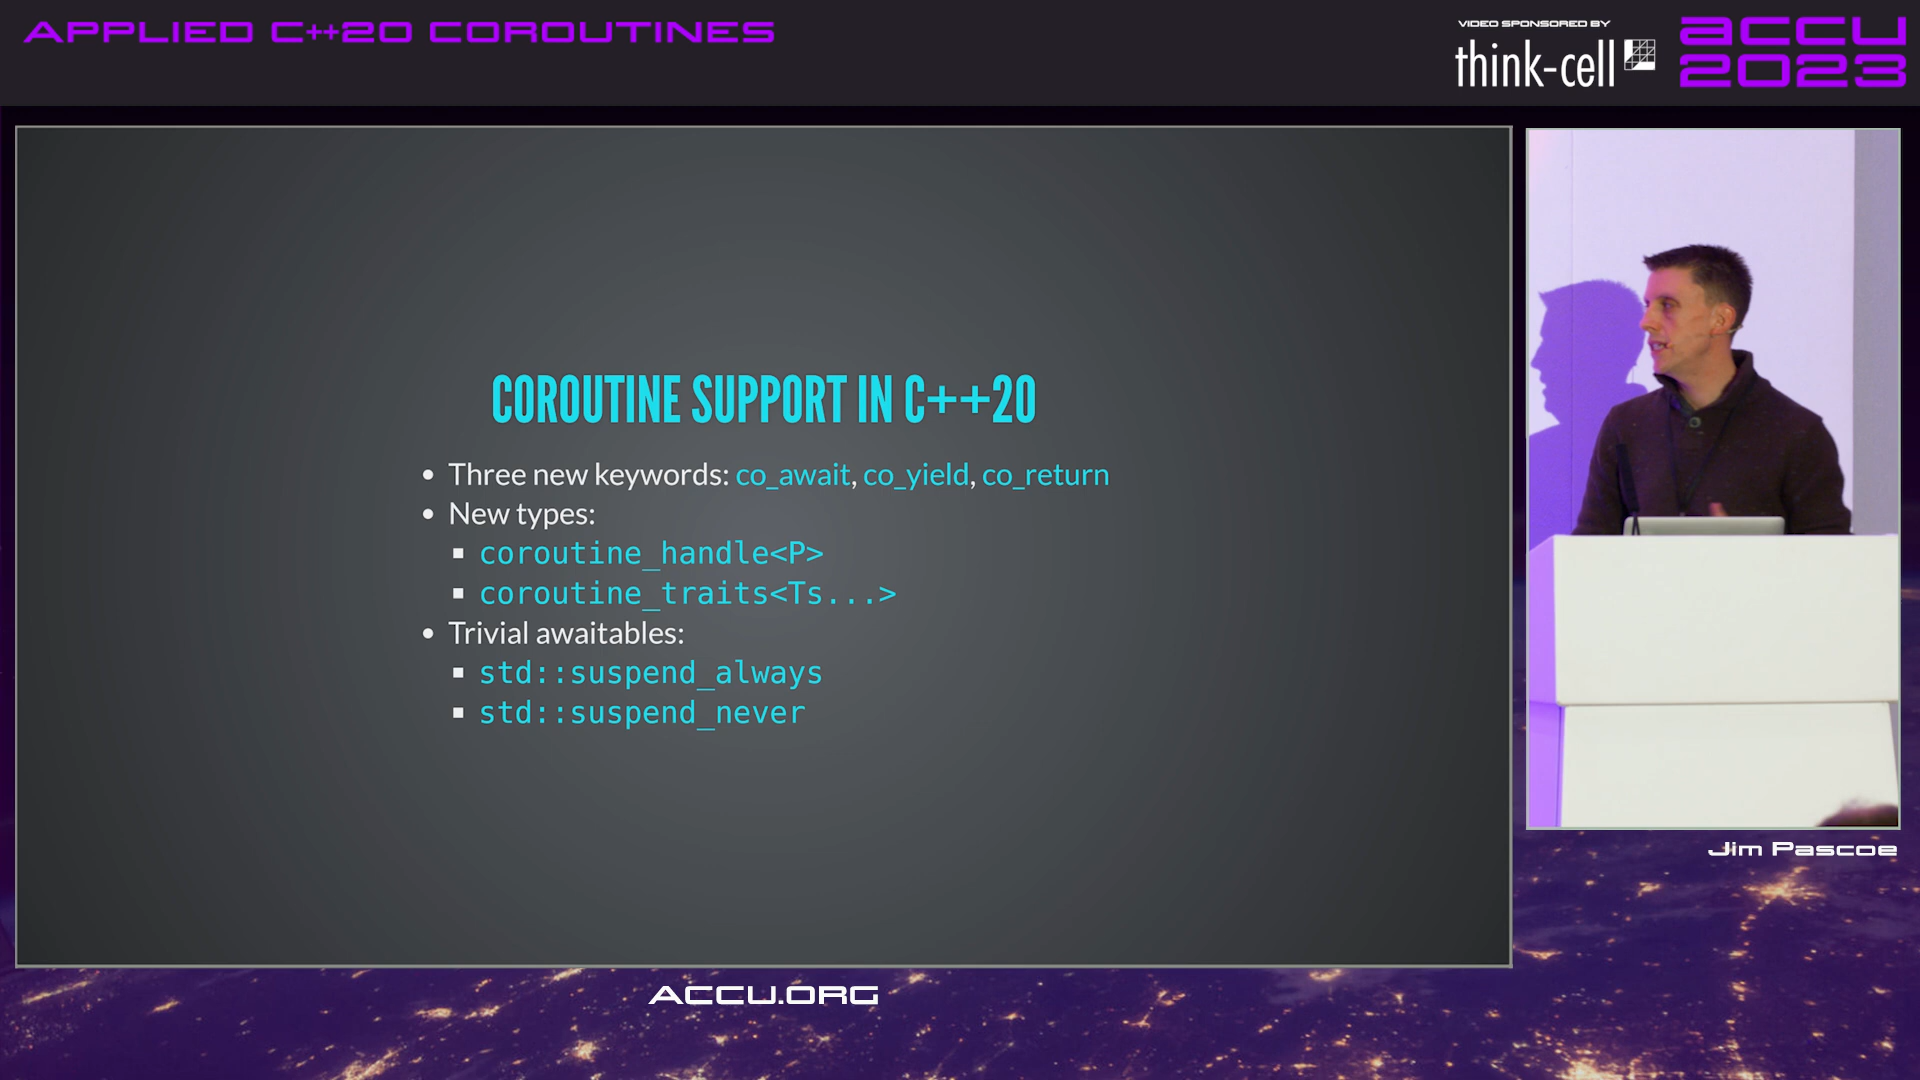 APPLIED C++20 COROUTINES
VIDEO SPONSORED BY
think-cell
accu
2023
COROUTINE SUPPORT IN C++20
• Three new keywords: co_await, co_yield, co_return
• New types:
▪ coroutine_handle<P>
▪ coroutine_traits<Ts...>
• Trivial awaitables:
▪ std::suspend_always
▪ std::suspend_never
Jim Pascoe
ACCU.ORG